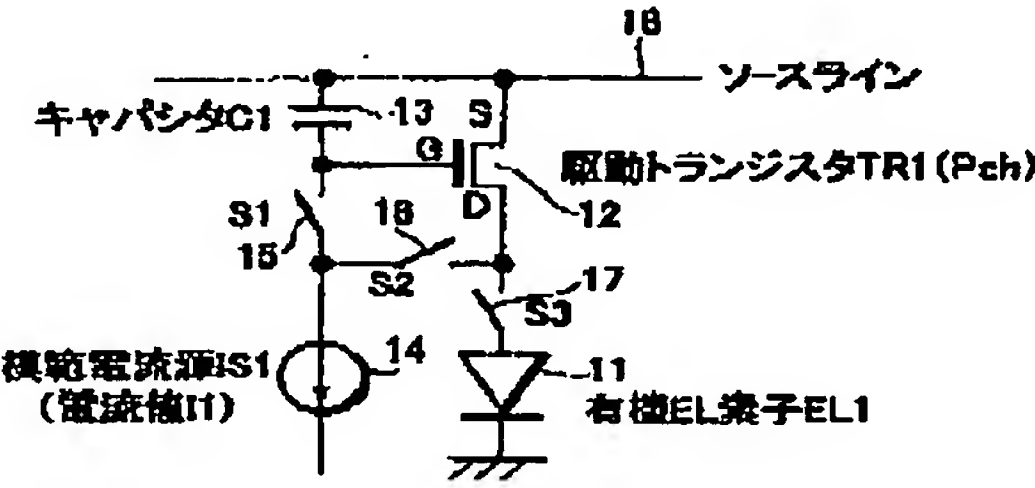 18
ソースライン
キャパシタC1
13
S
G
駆動トランジスタTR1(Pch)
D
12
S1
15
16
S2
17
S3
模範電流源IS1
(電流値I1)
14
11
有機EL素子EL1